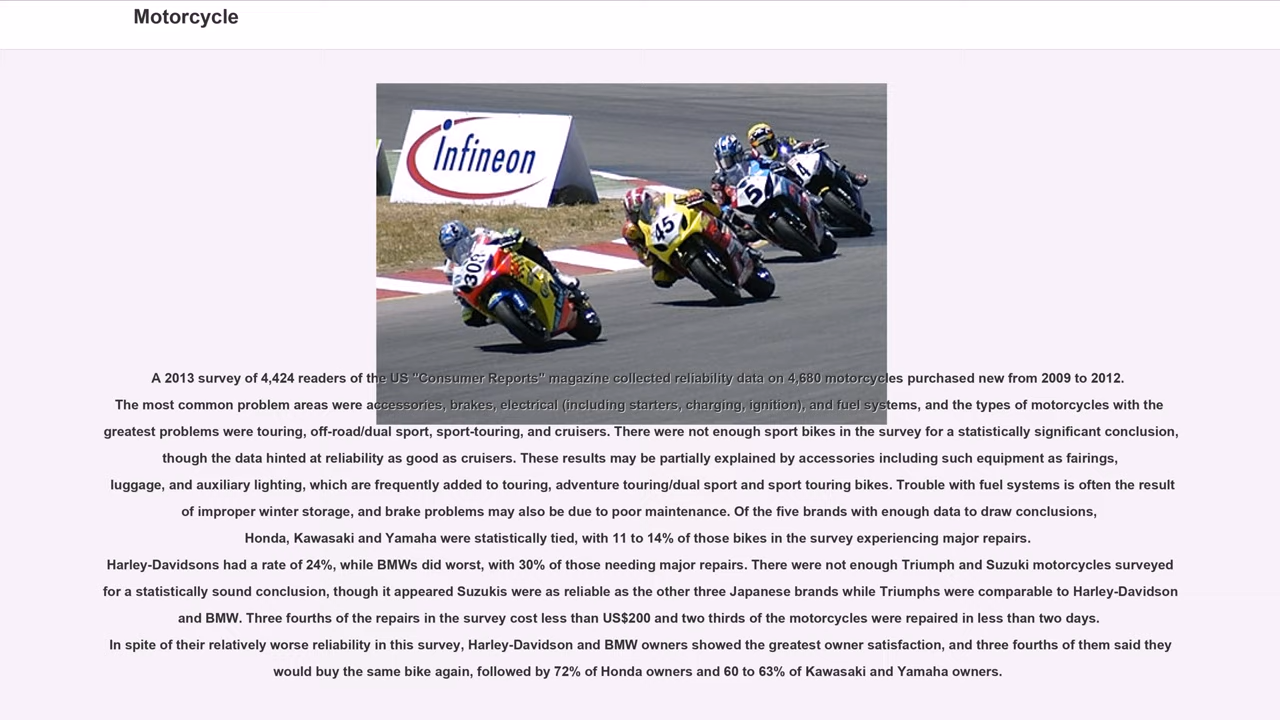 Motorcycle
Infineon
4
5
45
A 2013 survey of 4,424 readers of the US "Consumer Reports" magazine collected reliability data on 4,680 motorcycles purchased new from 2009 to 2012.
The most common problem areas were accessories, brakes, electrical (including starters, charging, ignition), and fuel systems, and the types of motorcycles with the
greatest problems were touring, off-road/dual sport, sport-touring, and cruisers. There were not enough sport bikes in the survey for a statistically significant conclusion,
though the data hinted at reliability as good as cruisers. These results may be partially explained by accessories including such equipment as fairings,
luggage, and auxiliary lighting, which are frequently added to touring, adventure touring/dual sport and sport touring bikes. Trouble with fuel systems is often the result
of improper winter storage, and brake problems may also be due to poor maintenance. Of the five brands with enough data to draw conclusions,
Honda, Kawasaki and Yamaha were statistically tied, with 11 to 14% of those bikes in the survey experiencing major repairs.
Harley-Davidsons had a rate of 24%, while BMWs did worst, with 30% of those needing major repairs. There were not enough Triumph and Suzuki motorcycles surveyed
for a statistically sound conclusion, though it appeared Suzukis were as reliable as the other three Japanese brands while Triumphs were comparable to Harley-Davidson
and BMW. Three fourths of the repairs in the survey cost less than US$200 and two thirds of the motorcycles were repaired in less than two days.
In spite of their relatively worse reliability in this survey, Harley-Davidson and BMW owners showed the greatest owner satisfaction, and three fourths of them said they
would buy the same bike again, followed by 72% of Honda owners and 60 to 63% of Kawasaki and Yamaha owners.